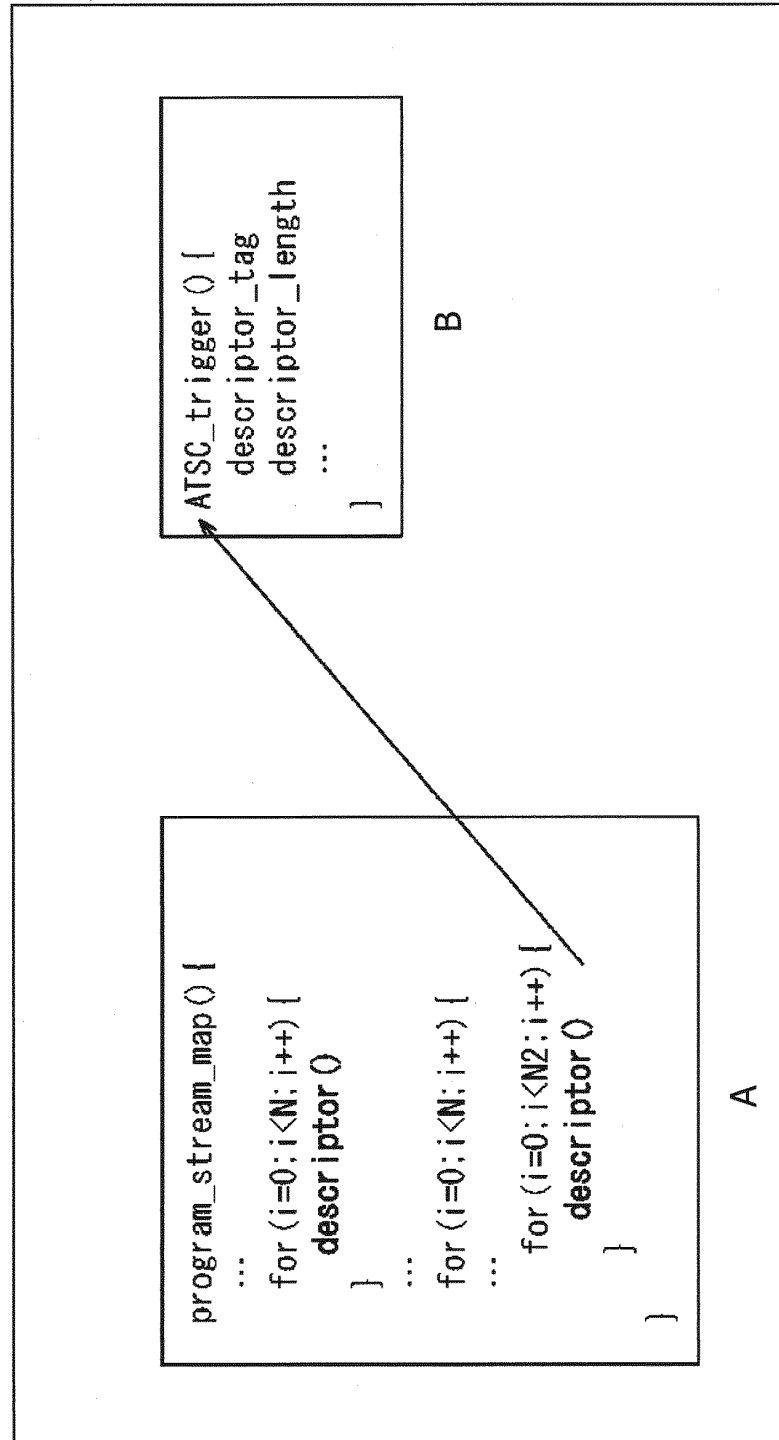 program_stream_map() {
...
for(i=0;i<N;i++) {
descriptor()
}
...
for(i=0;i<N;i++) {
...
for(i=0;i<N2;i++) {
descriptor()
}
}
A
ATSC_trigger() {
descriptor_tag
descriptor_length
...
}
B